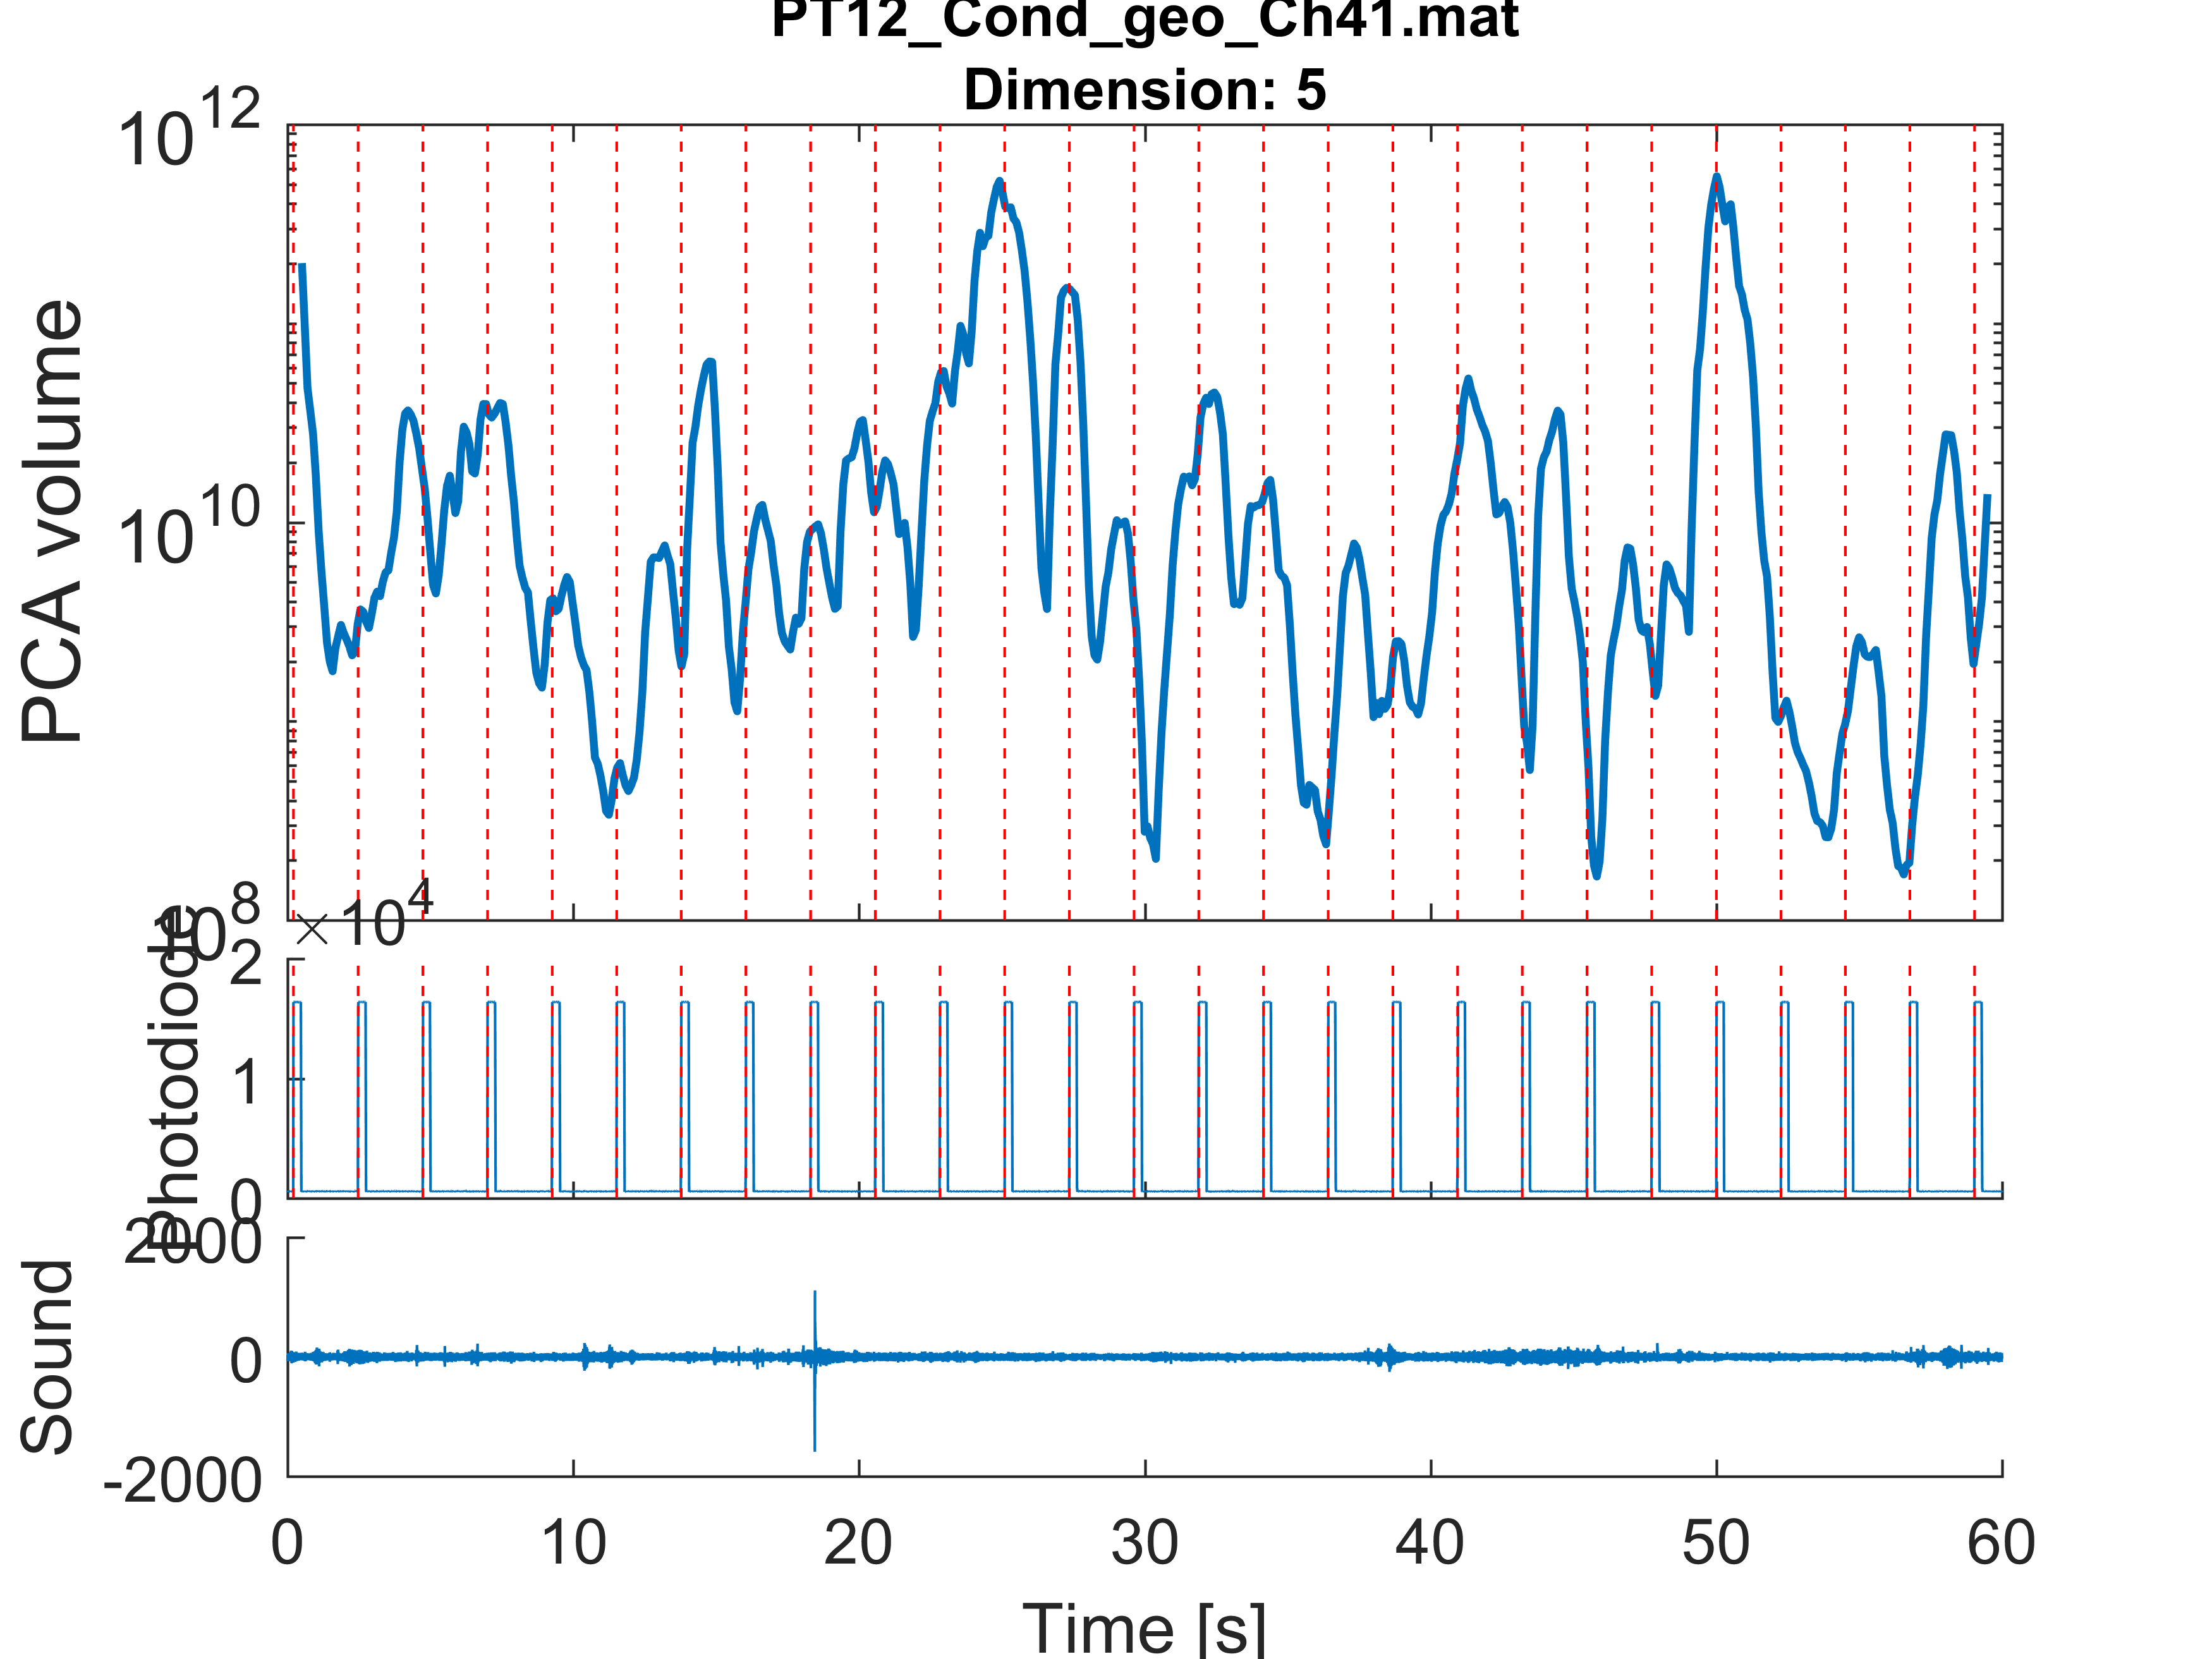 PT12_Cond_geo_Ch41.mat
Dimension: 5
PCA volume
10^12
10^10
10^8
×10^4
Photodiode
2
1
0
Sound
2000
0
-2000
0 10 20 30 40 50 60
Time [s]